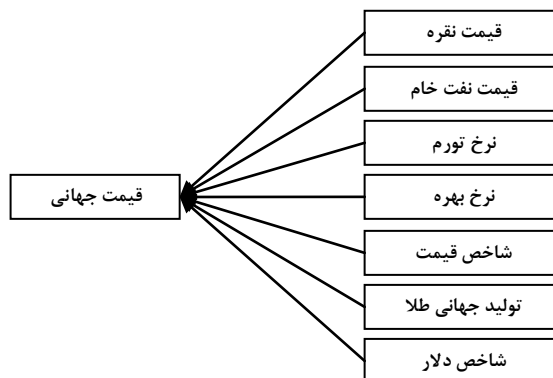 قیمت نقره
قیمت نفت خام
نرخ تورم
نرخ بهره
شاخص قیمت
تولید جهانی طلا
شاخص دلار
قیمت جهانی